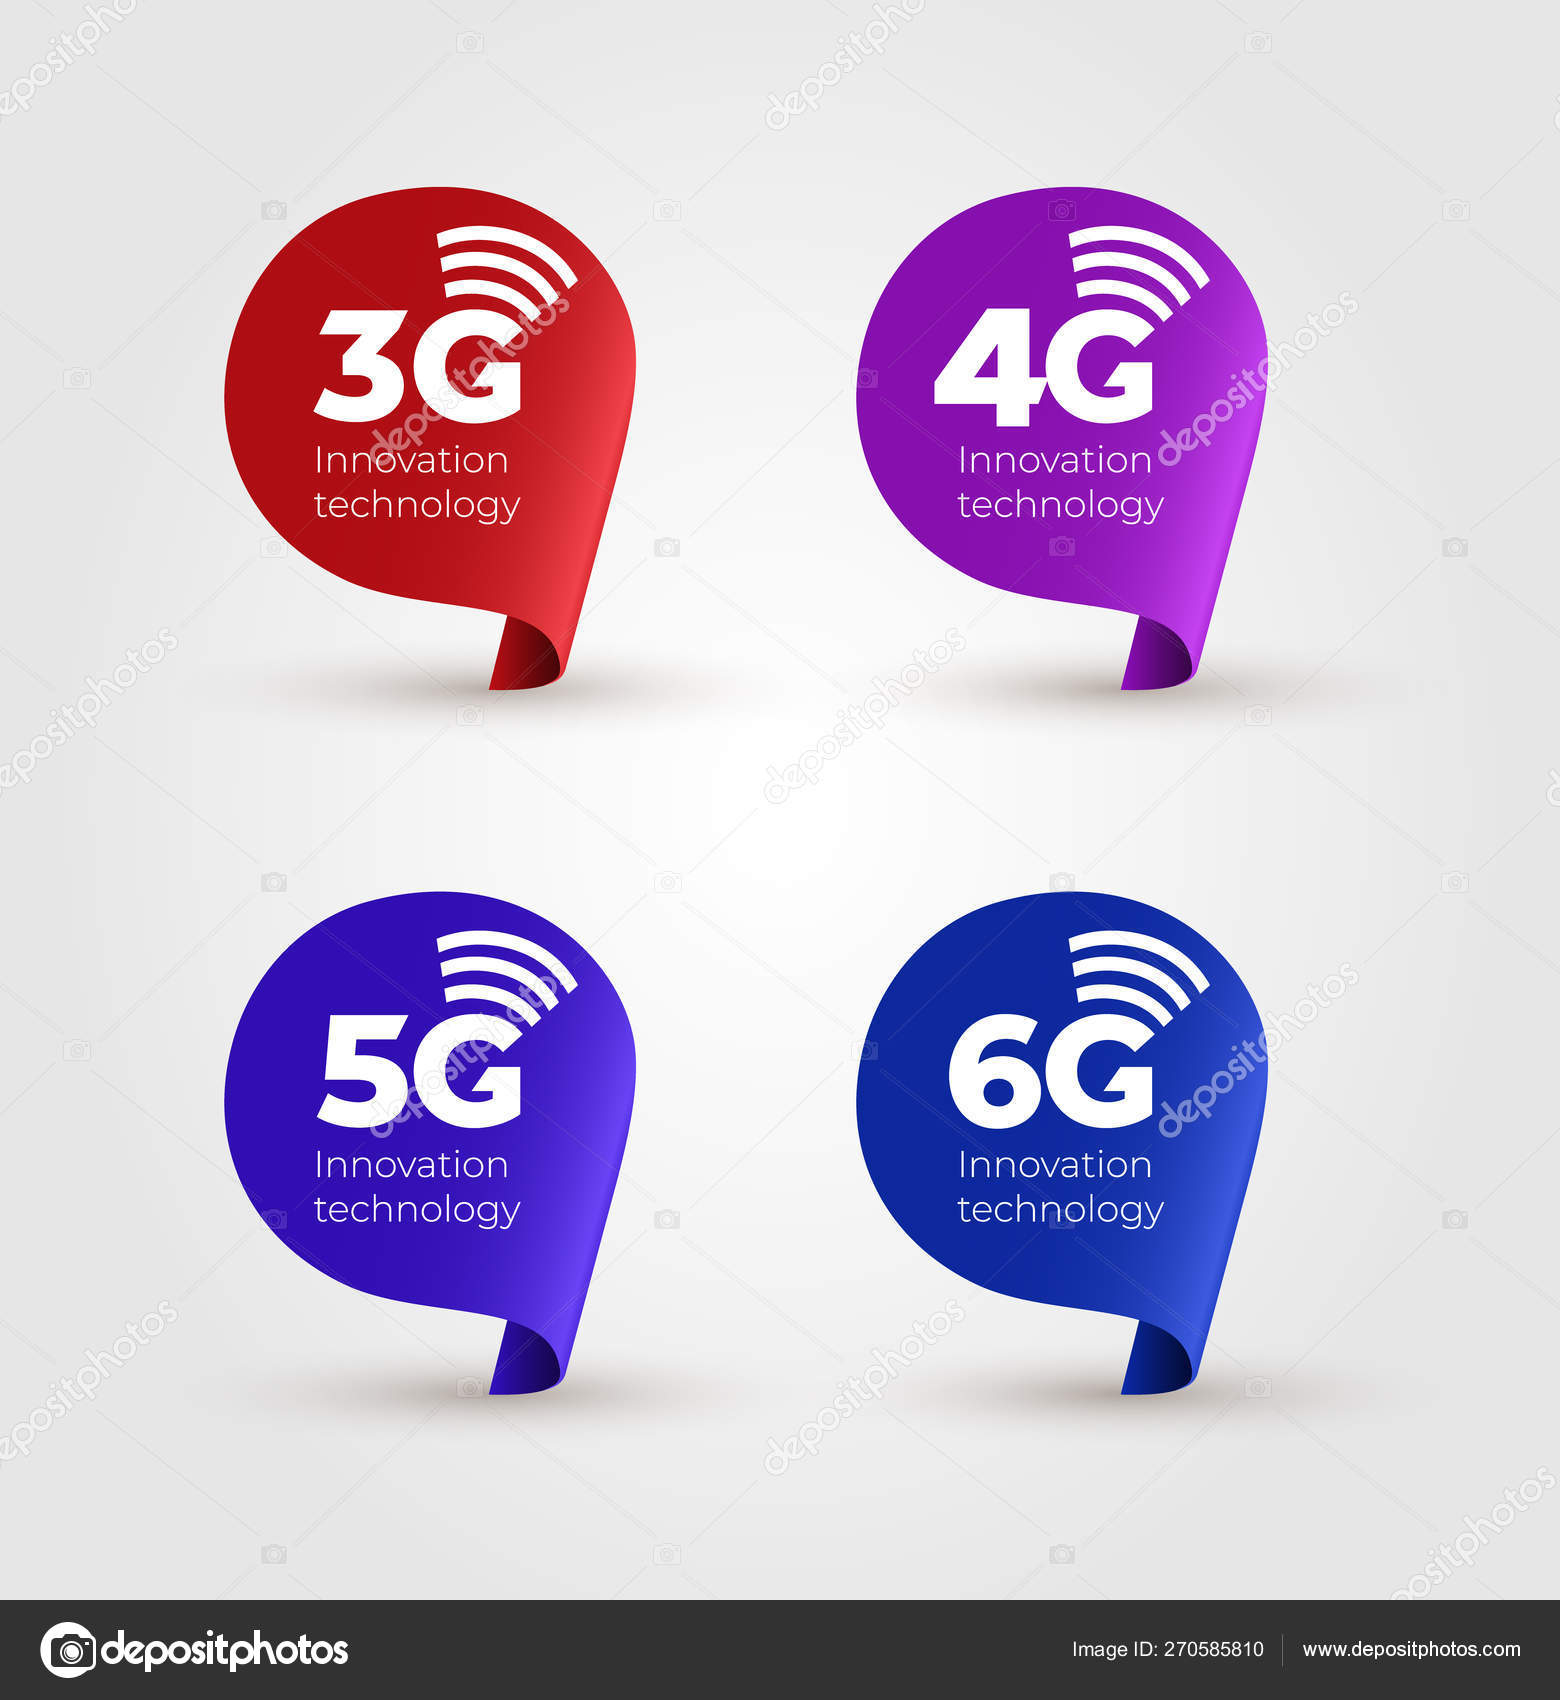 3G
Innovation
technology
4G
Innovation
technology
5G
Innovation
technology
6G
Innovation
technology
depositphotos
Image ID: 270585810
www.depositphotos.com